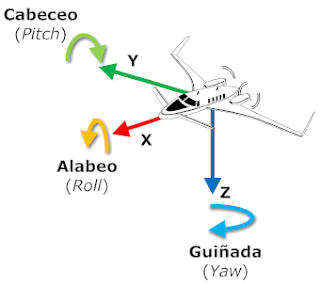 Cabeceo
(Pitch)
Y
X
Alabeo
(Roll)
Z
Guiñada
(Yaw)